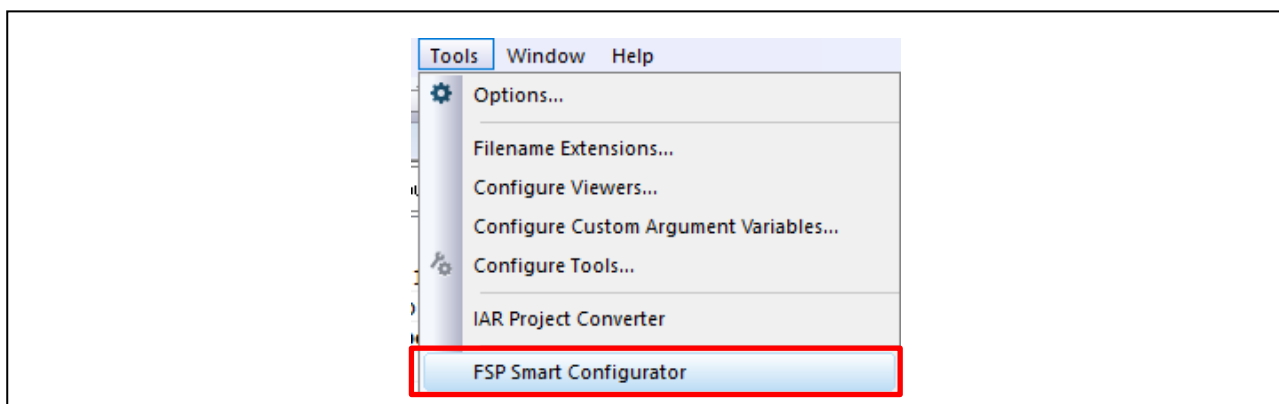 Tools Window Help
Options...
Filename Extensions...
Configure Viewers...
Configure Custom Argument Variables...
Configure Tools...
IAR Project Converter
FSP Smart Configurator